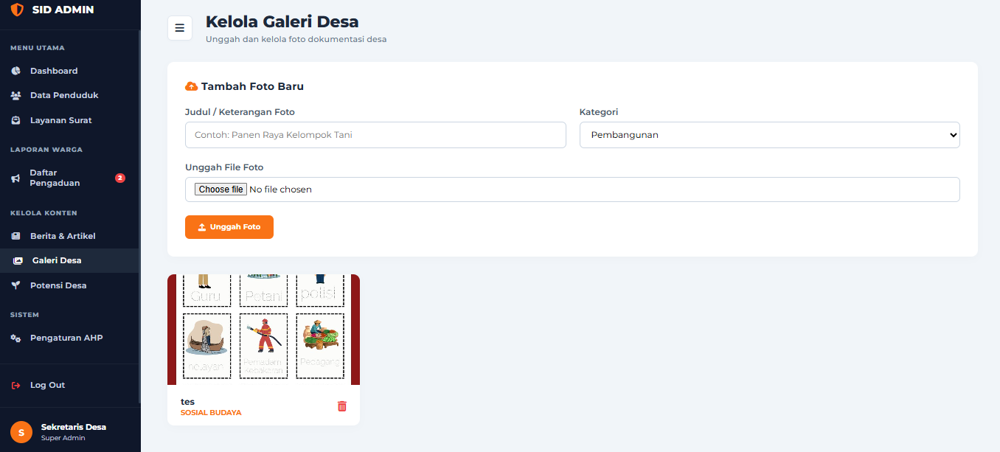 SID ADMIN
MENU UTAMA
Dashboard
Data Penduduk
Layanan Surat
LAPORAN WARGA
Daftar
Pengaduan
2
KELOLA KONTEN
Berita & Artikel
Galeri Desa
Potensi Desa
SISTEM
Pengaturan AHP
Log Out
S
Sekretaris Desa
Super Admin
Kelola Galeri Desa
Unggah dan kelola foto dokumentasi desa
Tambah Foto Baru
Judul / Keterangan Foto
Contoh: Panen Raya Kelompok Tani
Kategori
Pembangunan
Unggah File Foto
Choose file No file chosen
Unggah Foto
Guru
Petani
polisi
nelayan
Pemadam
Kebakaran
Pedagang
tes
SOSIAL BUDAYA